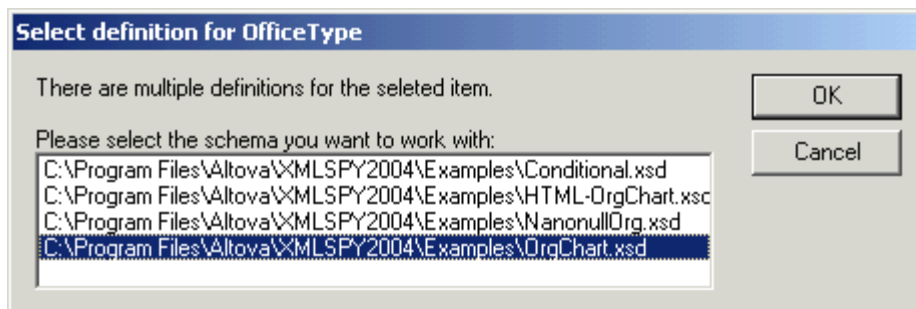 Select definition for OfficeType
There are multiple definitions for the seleted item.
OK
Please select the schema you want to work with:
Cancel
C:\Program Files\Altova\XMLSPY2004\Examples\Conditional.xsd
C:\Program Files\Altova\XMLSPY2004\Examples\HTML-OrgChart.xsd
C:\Program Files\Altova\XMLSPY2004\Examples\NanonullOrg.xsd
C:\Program Files\Altova\XMLSPY2004\Examples\OrgChart.xsd